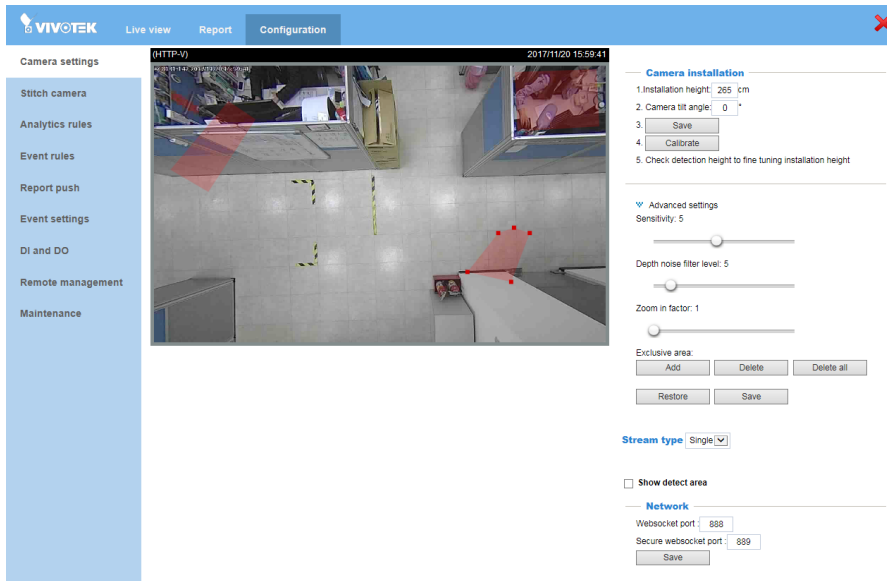 VIVOTEK
Live view
Report
Configuration
Camera settings
Stitch camera
Analytics rules
Event rules
Report push
Event settings
DI and DO
Remote management
Maintenance
(HTTP-V)
2017/11/20 15:59:41
Camera installation
1.Installation height: 265 cm
2. Camera tilt angle: 0 °
3. Save
4. Calibrate
5. Check detection height to fine tuning installation height
Advanced settings
Sensitivity: 5
Depth noise filter level: 5
Zoom in factor: 1
Exclusive area:
Add Delete Delete all
Restore Save
Stream type Single
Show detect area
Network
Websocket port : 888
Secure websocket port : 889
Save